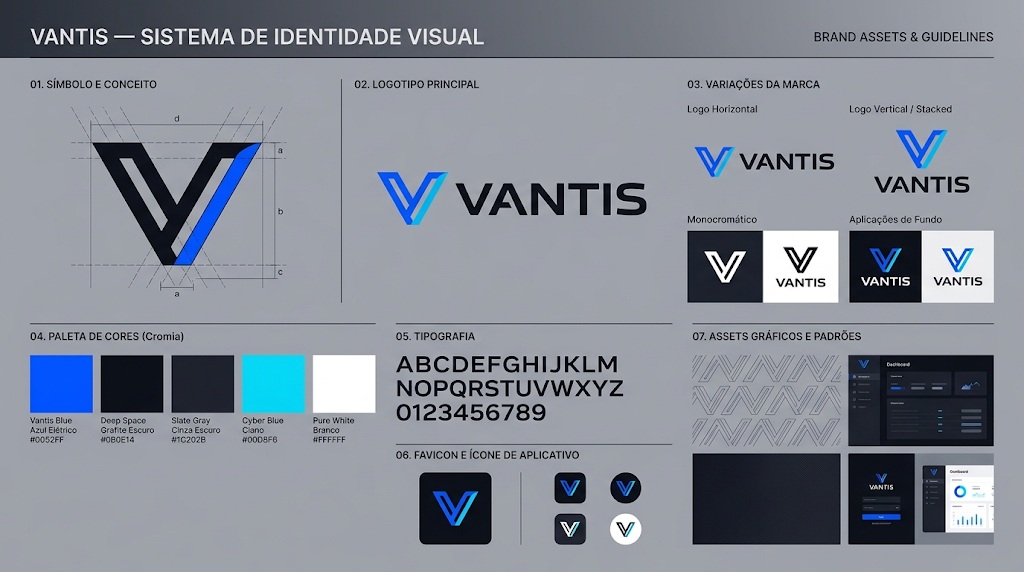 VANTIS — SISTEMA DE IDENTIDADE VISUAL
BRAND ASSETS & GUIDELINES
01. SÍMBOLO E CONCEITO
d
a
b
c
a
02. LOGOTIPO PRINCIPAL
VANTIS
03. VARIAÇÕES DA MARCA
Logo Horizontal
VANTIS
Logo Vertical / Stacked
VANTIS
Monocromático
VANTIS
Aplicações de Fundo
VANTIS
VANTIS
04. PALETA DE CORES (Cromia)
Vantis Blue
Azul Elétrico
#0052FF
Deep Space
Grafite Escuro
#0B0E14
Slate Gray
Cinza Escuro
#1C202B
Cyber Blue
Ciano
#00D8F6
Pure White
Branco
#FFFFFF
05. TIPOGRAFIA
ABCDEFGHIJKLM
NOPQRSTUVWXYZ
0123456789
06. FAVICON E ÍCONE DE APLICATIVO
07. ASSETS GRÁFICOS E PADRÕES
Dashboard
VANTIS
Dashboard